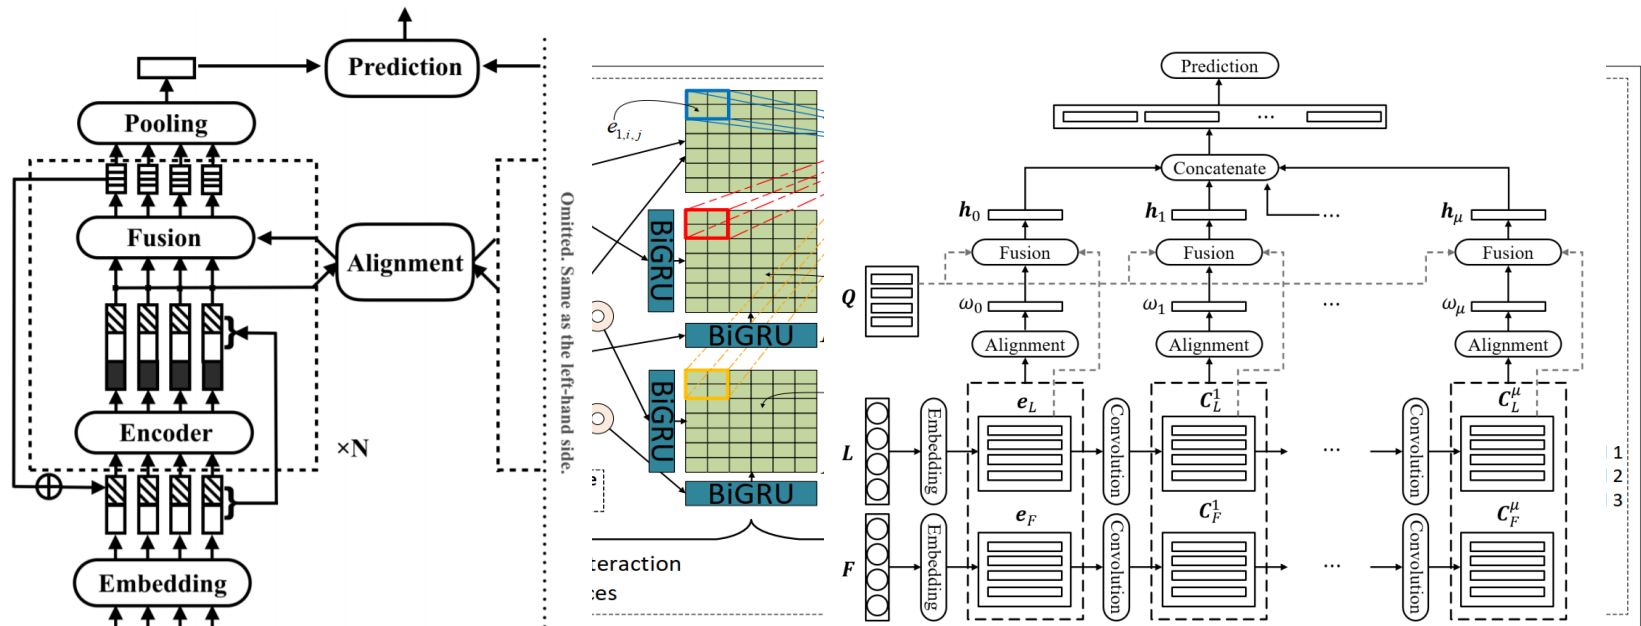 Prediction
Pooling
Fusion
Alignment
Encoder
×N
Embedding
Omitted. Same as the left-hand side.
e1,i,j
BiGRU
BiGRU
BiGRU
BiGRU
e
teraction
ces
Prediction
...
Concatenate
h0
h1
...
hμ
Fusion
Fusion
Fusion
Q
ω0
ω1
...
ωμ
Alignment
Alignment
Alignment
L
Embedding
eL
Convolution
C1L
...
Convolution
CμL
F
Embedding
eF
Convolution
C1F
...
Convolution
CμF
1
2
3